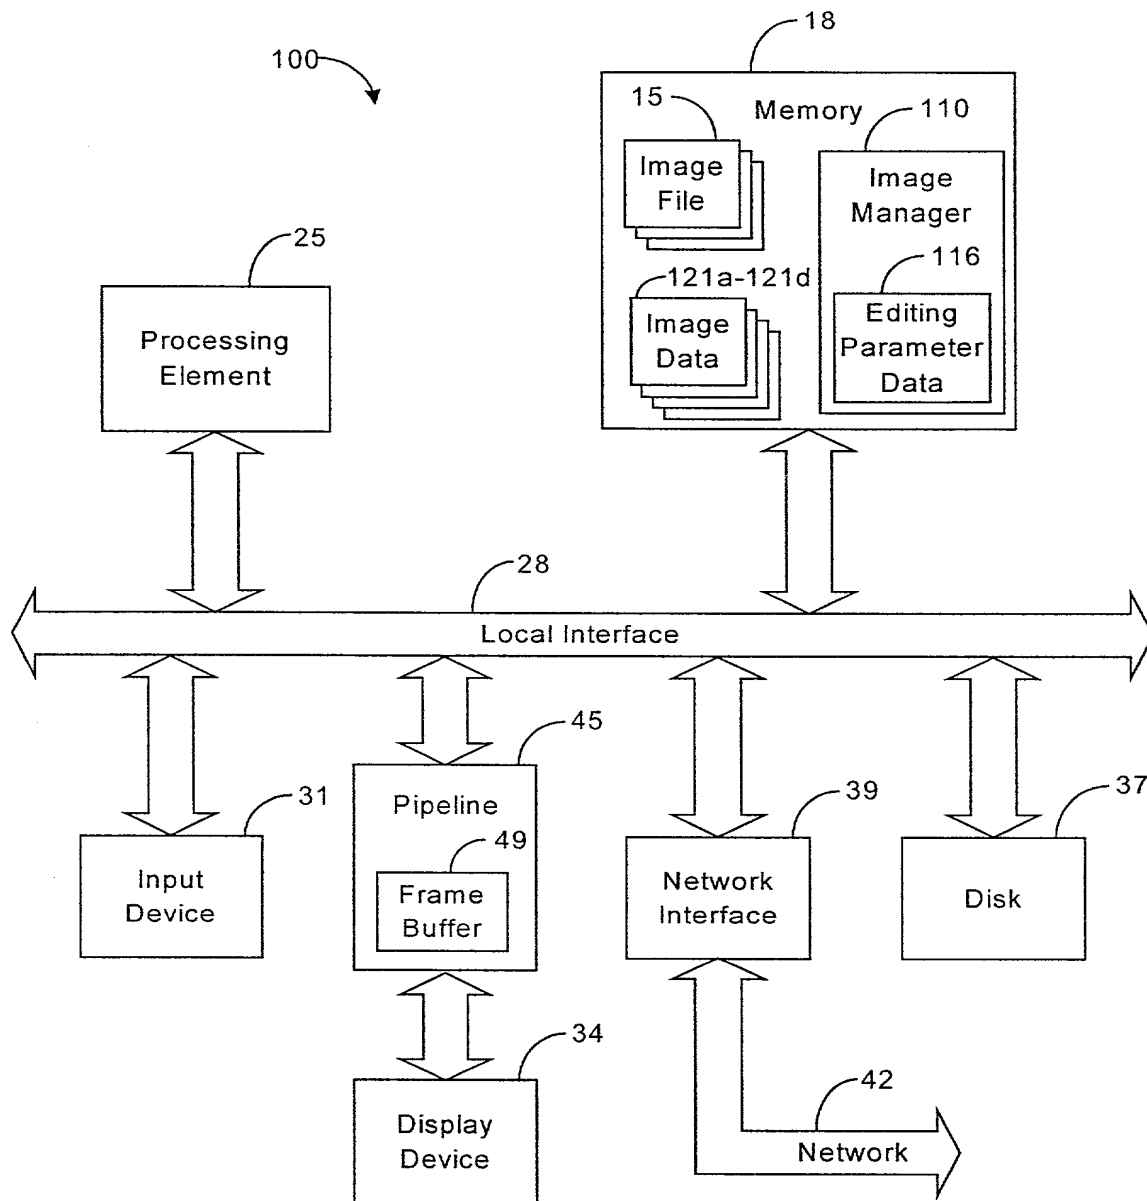 100
18
Memory
15
110
Image
File
Image
Manager
25
121a-121d
116
Processing
Element
Image
Data
Editing
Parameter
Data
28
Local Interface
31
45
39
37
Pipeline
49
Input
Device
Frame
Buffer
Network
Interface
Disk
34
42
Display
Device
Network